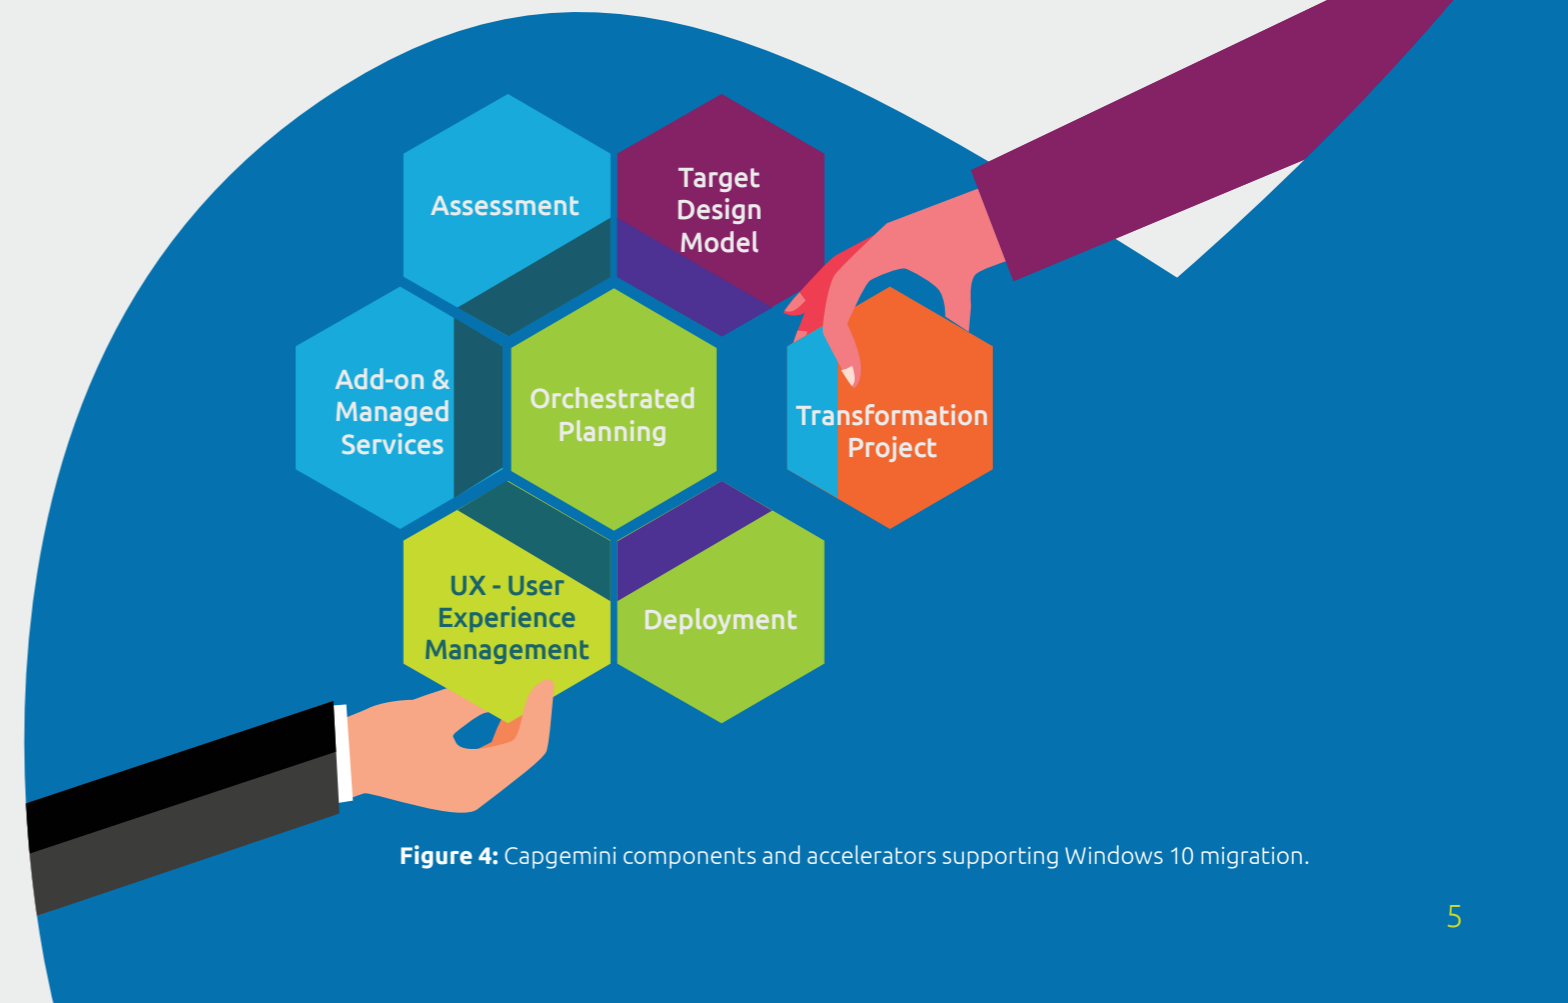 Assessment
Target
Design
Model
Add-on &
Managed
Services
Orchestrated
Planning
Transformation
Project
UX - User
Experience
Management
Deployment
Figure 4: Capgemini components and accelerators supporting Windows 10 migration.
5